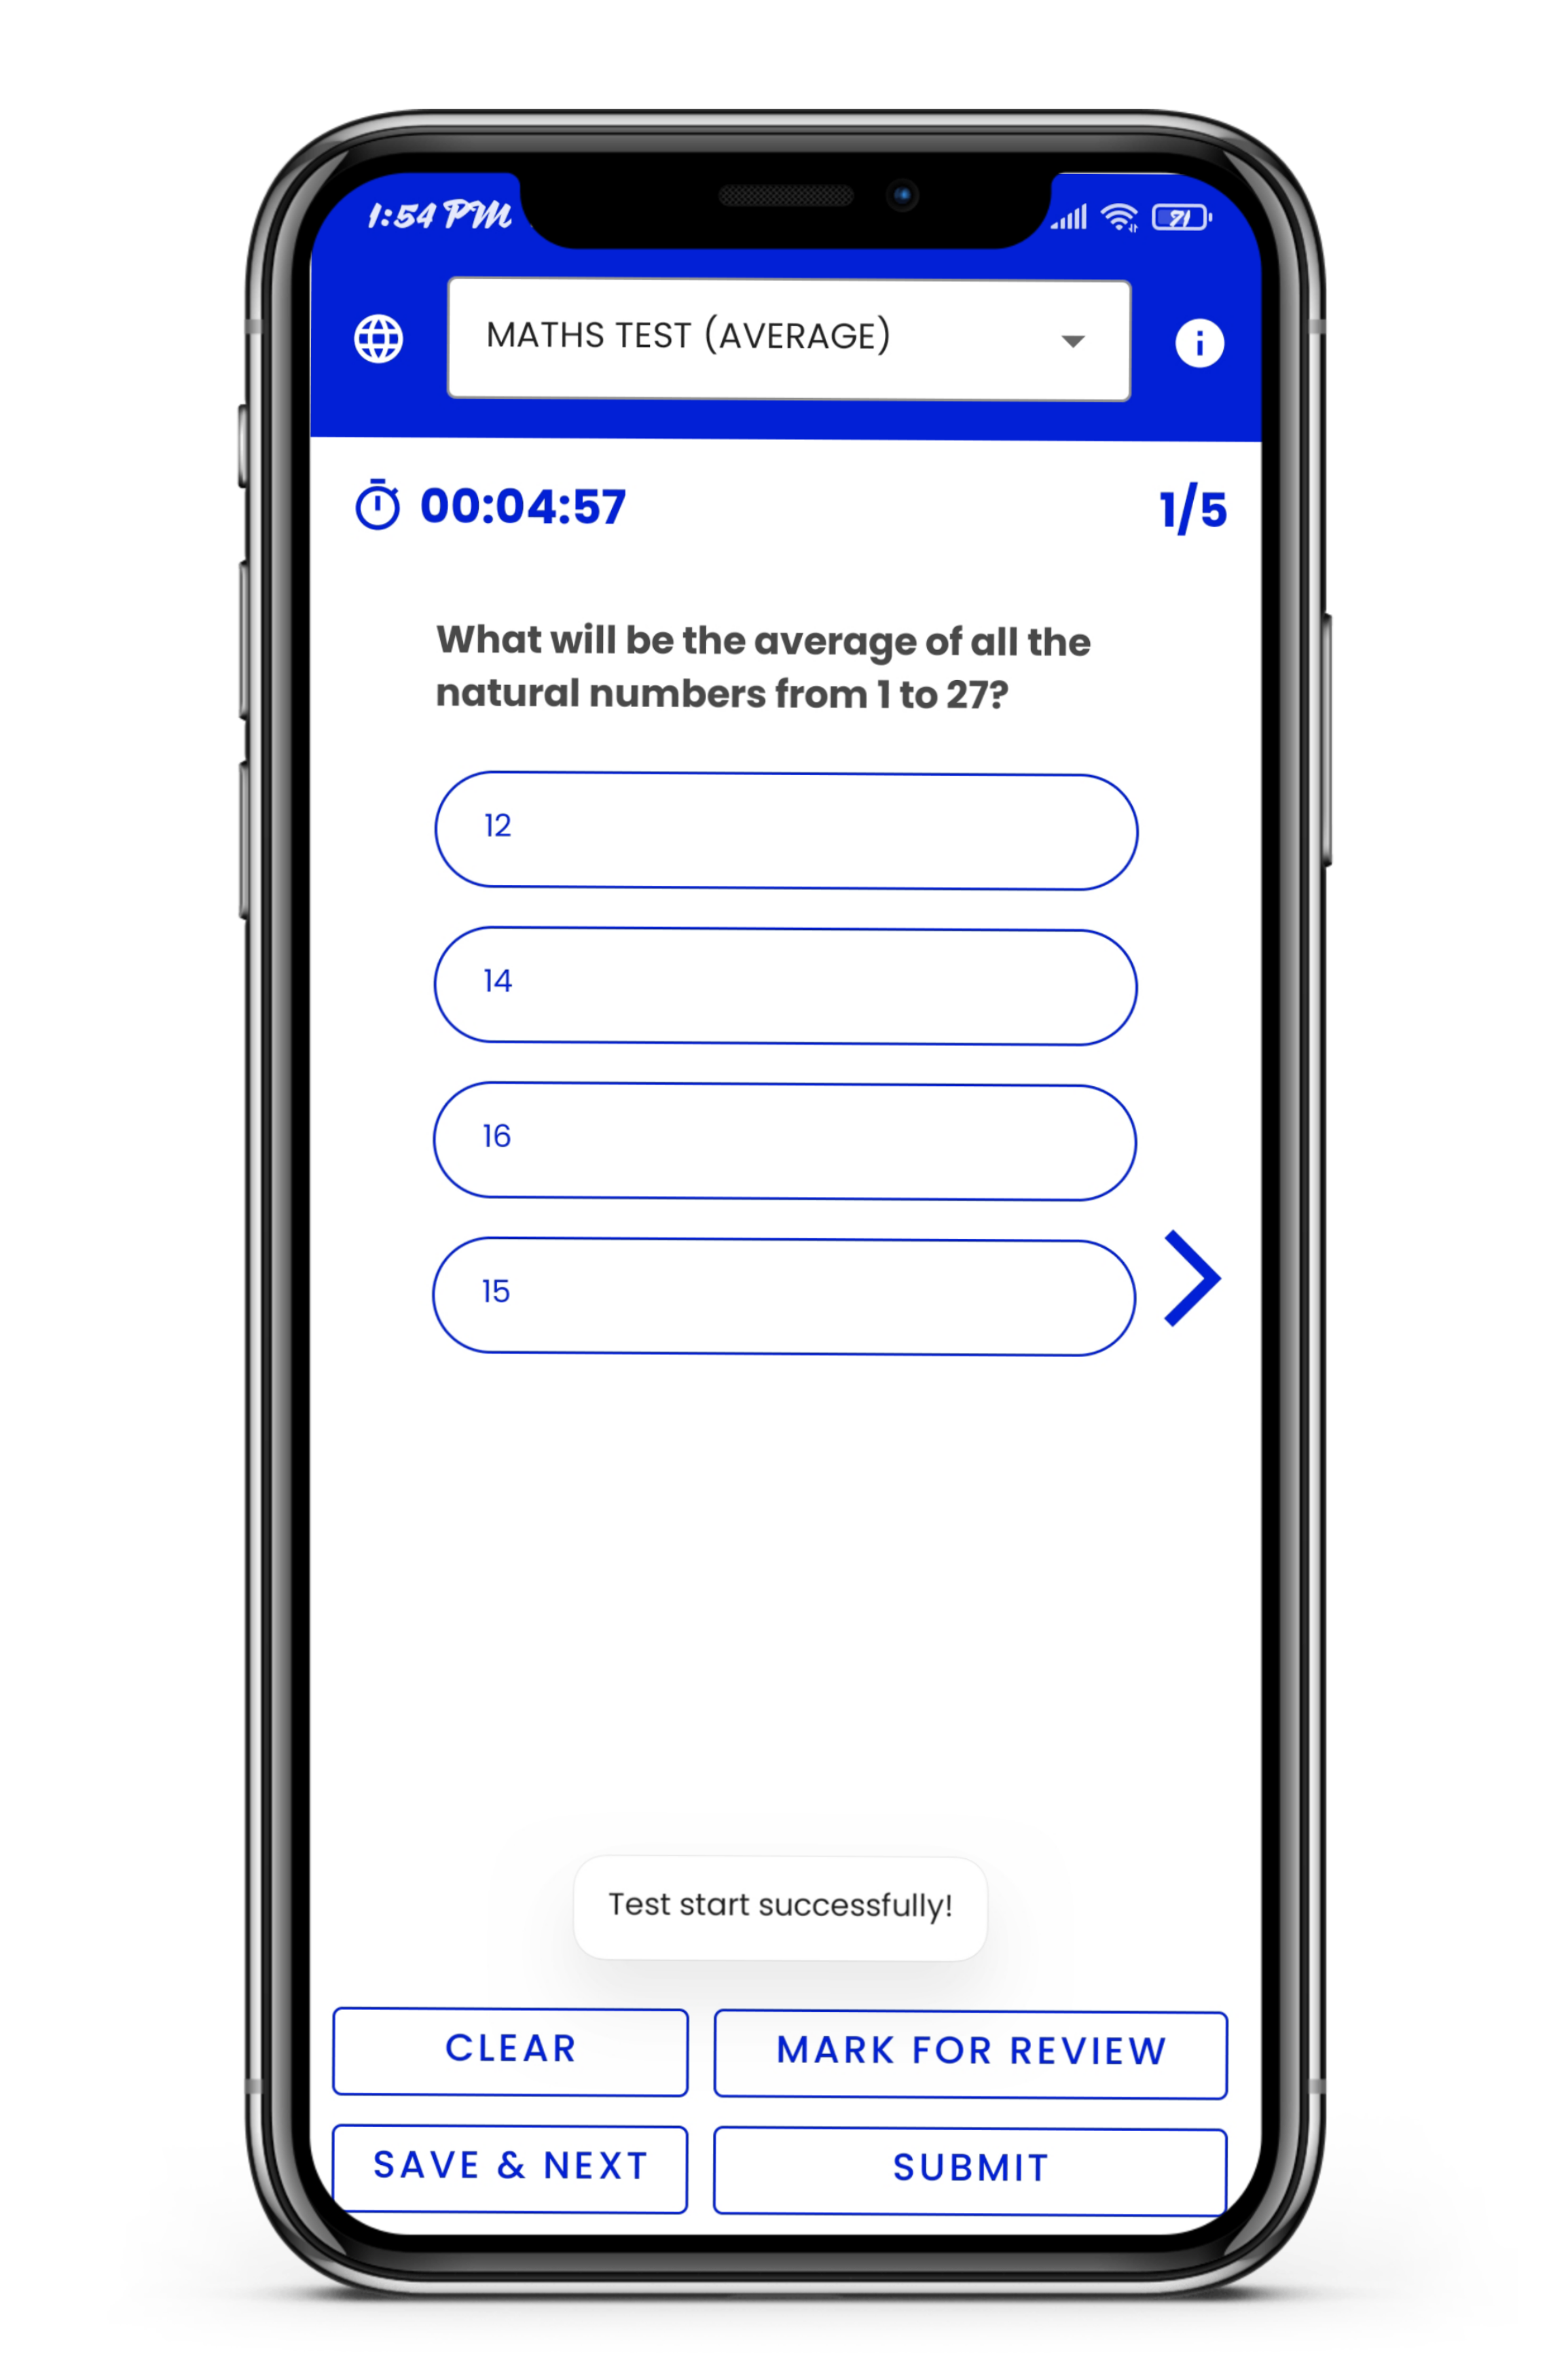 1:54 PM
91
MATHS TEST (AVERAGE)
00:04:57
1/5
What will be the average of all the
natural numbers from 1 to 27?
12
14
16
15
Test start successfully!
CLEAR
MARK FOR REVIEW
SAVE & NEXT
SUBMIT